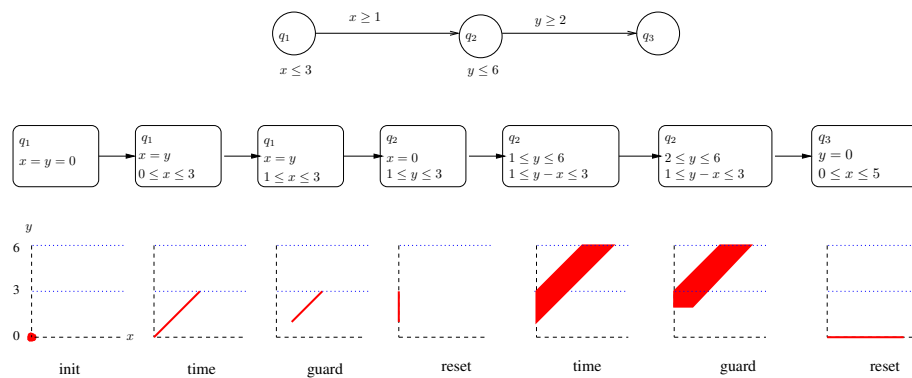 x ≥ 1
y ≥ 2
q₁
q₂
q₃
x ≤ 3
y ≤ 6
q₁
x = y = 0
q₁
x = y
0 ≤ x ≤ 3
q₁
x = y
1 ≤ x ≤ 3
q₂
x = 0
1 ≤ y ≤ 3
q₂
1 ≤ y ≤ 6
1 ≤ y − x ≤ 3
q₂
2 ≤ y ≤ 6
1 ≤ y − x ≤ 3
q₃
y = 0
0 ≤ x ≤ 5
y
6
3
0
x
init
time
guard
reset
time
guard
reset